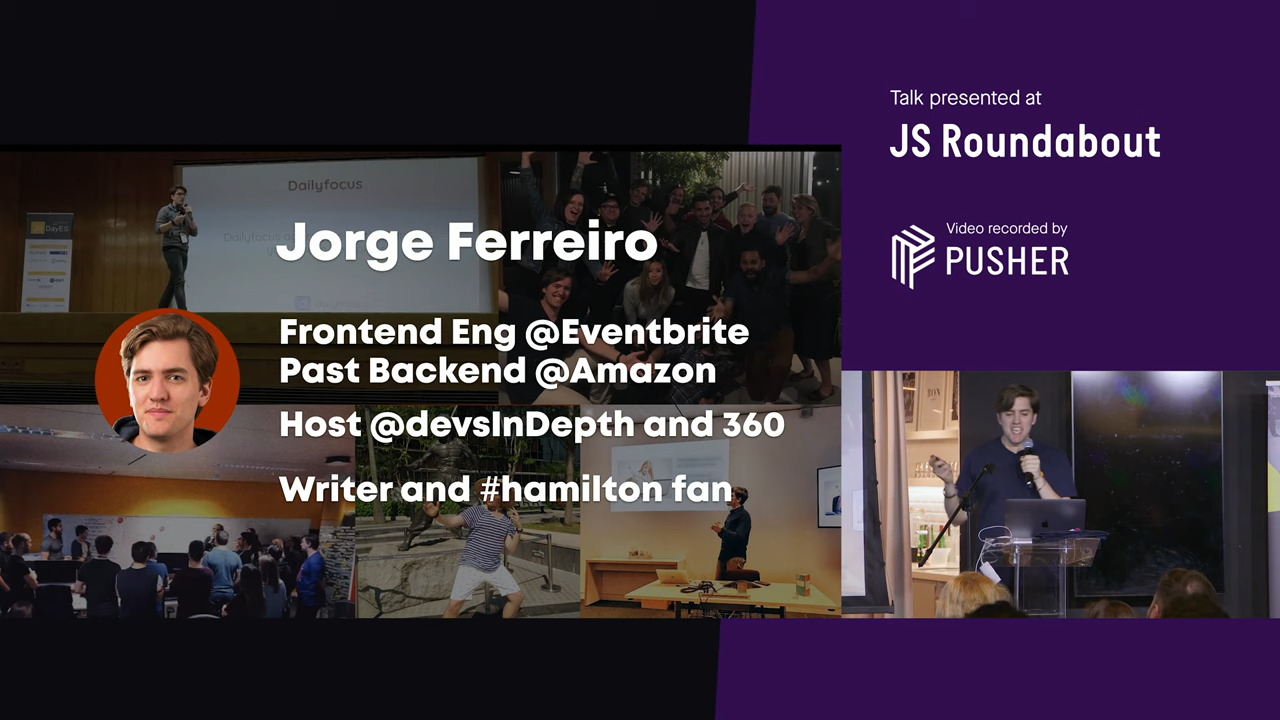 Talk presented at
JS Roundabout
Video recorded by
PUSHER
Dailyfocus
DayES
Jorge Ferreiro
Frontend Eng @Eventbrite
Past Backend @Amazon
Host @devsInDepth and 360
Writer and #hamilton fan